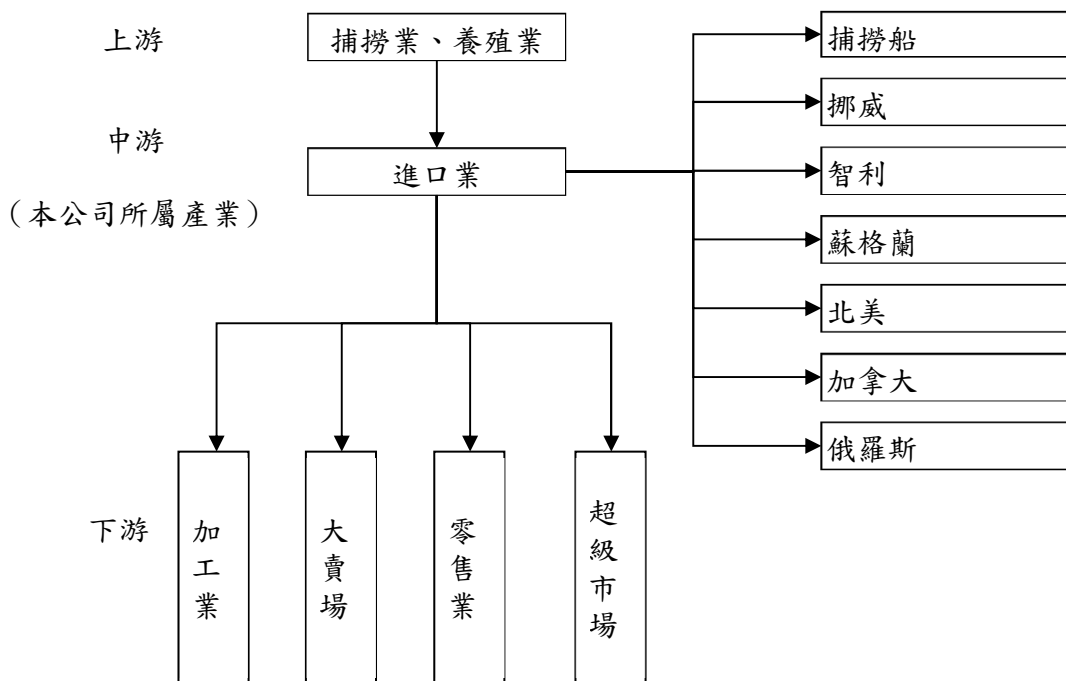 上游
捕撈業、養殖業
捕撈船
挪威
中游
進口業
智利
（本公司所屬產業）
蘇格蘭
北美
加拿大
俄羅斯
下游
加工業
大賣場
零售業
超級市場